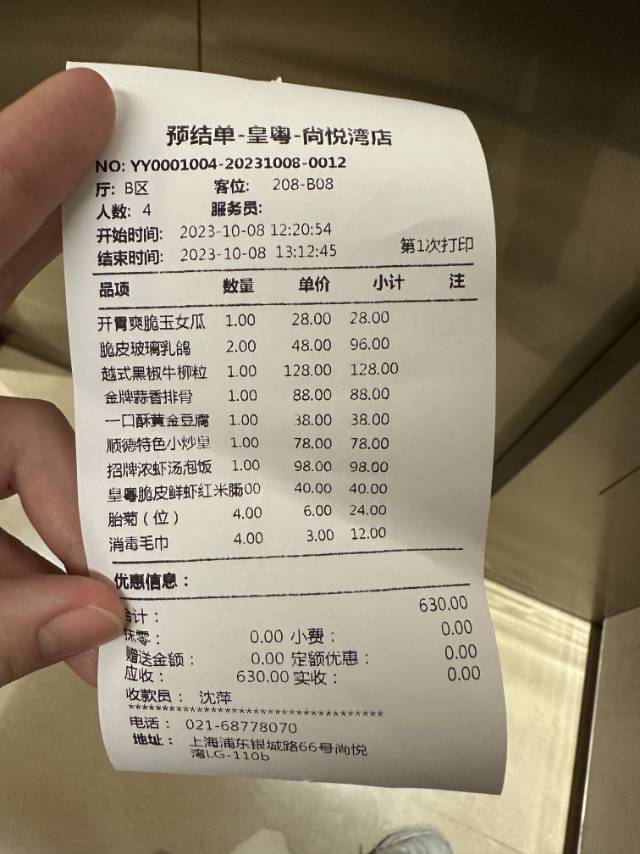 预结单-皇粤-尚悦湾店
NO: YY0001004-20231008-0012
厅: B区 客位: 208-B08
人数: 4 服务员:
开始时间: 2023-10-08 12:20:54
结束时间: 2023-10-08 13:12:45 第1次打印
品项 数量 单价 小计 注
开胃爽脆玉女瓜 1.00 28.00 28.00
脆皮玻璃乳鸽 2.00 48.00 96.00
越式黑椒牛柳粒 1.00 128.00 128.00
金牌蒜香排骨 1.00 88.00 88.00
一口酥黄金豆腐 1.00 38.00 38.00
顺德特色小炒皇 1.00 78.00 78.00
招牌浓虾汤泡饭 1.00 98.00 98.00
皇粤脆皮鲜虾红米肠 .00 40.00 40.00
胎菊(位) 4.00 6.00 24.00
消毒毛巾 4.00 3.00 12.00
优惠信息:
合计: 630.00
抹零: 0.00 小费: 0.00
赠送金额: 0.00 定额优惠: 0.00
应收: 630.00 实收: 0.00
收款员: 沈萍
************************************
电话: 021-68778070
地址: 上海浦东银城路66号尚悦
湾LG-110b